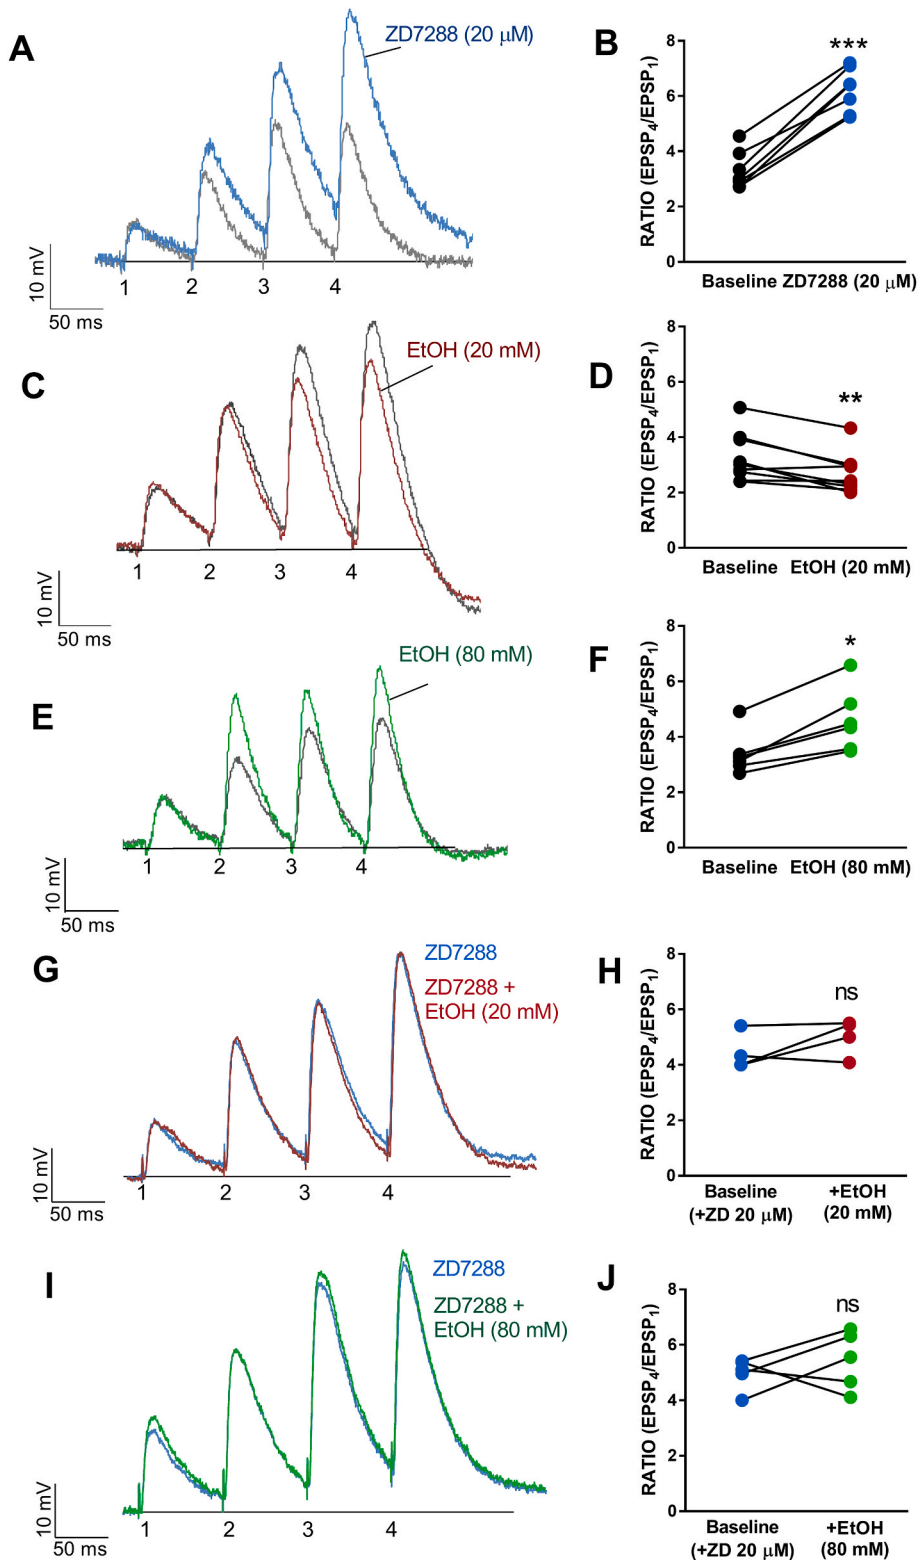 A
ZD7288 (20 μM)
10 mV
50 ms
1 2 3 4
B
***
RATIO (EPSP4/EPSP1)
8
6
4
2
0
Baseline ZD7288 (20 μM)
C
EtOH (20 mM)
10 mV
50 ms
1 2 3 4
D
**
RATIO (EPSP4/EPSP1)
8
6
4
2
0
Baseline EtOH (20 mM)
E
EtOH (80 mM)
10 mV
50 ms
1 2 3 4
F
*
RATIO (EPSP4/EPSP1)
8
6
4
2
0
Baseline EtOH (80 mM)
G
ZD7288
ZD7288 +
EtOH (20 mM)
10 mV
50 ms
1 2 3 4
H
ns
RATIO (EPSP4/EPSP1)
8
6
4
2
0
Baseline +EtOH
(+ZD 20 μM) (20 mM)
I
ZD7288
ZD7288 +
EtOH (80 mM)
10 mV
50 ms
1 2 3 4
J
ns
RATIO (EPSP4/EPSP1)
8
6
4
2
0
Baseline +EtOH
(+ZD 20 μM) (80 mM)